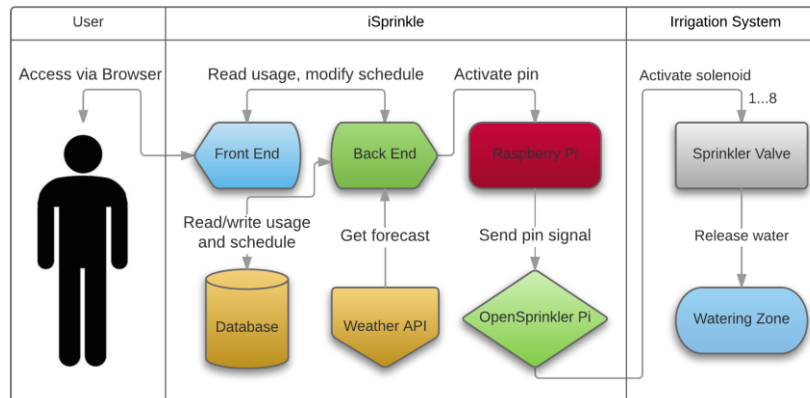 User
iSprinkle
Irrigation System
Access via Browser
Read usage, modify schedule
Activate pin
Activate solenoid
1...8
Front End
Back End
Raspberry Pi
Sprinkler Valve
Read/write usage
and schedule
Get forecast
Send pin signal
Release water
Database
Weather API
OpenSprinkler Pi
Watering Zone